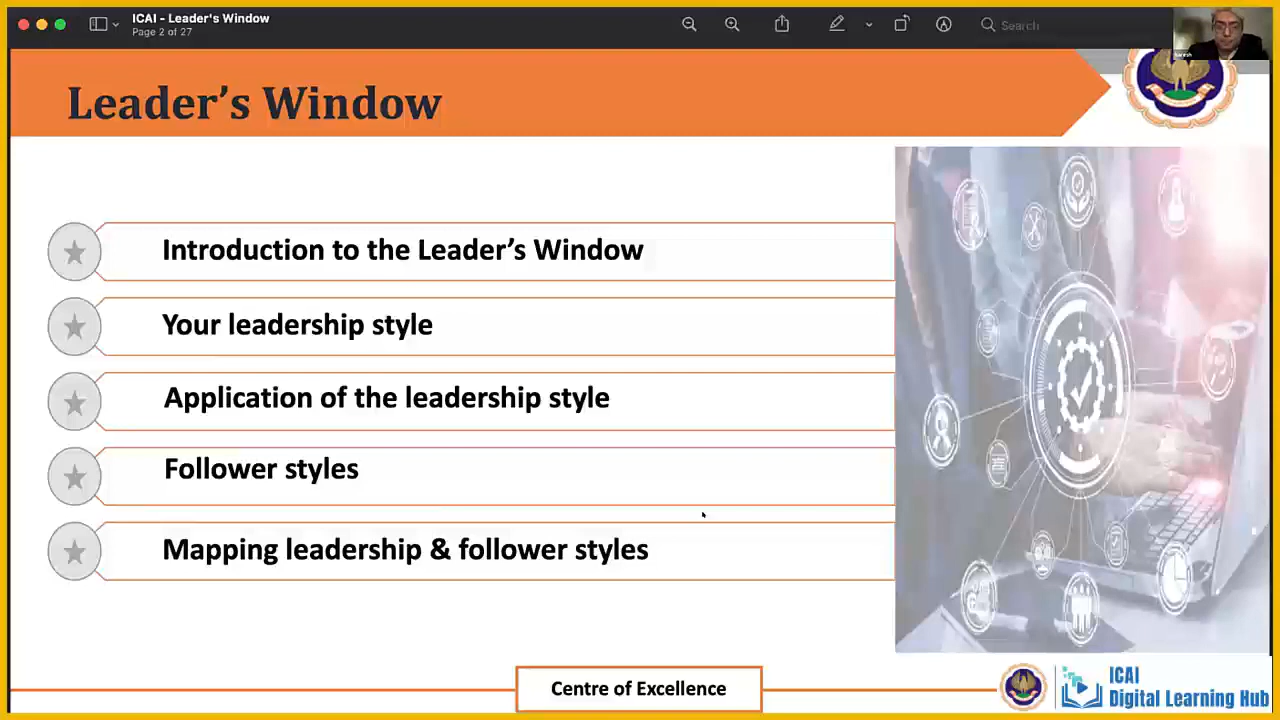 ICAI - Leader's Window
Page 2 of 27
Search
Leader's Window
Introduction to the Leader's Window
Your leadership style
Application of the leadership style
Follower styles
Mapping leadership & follower styles
Centre of Excellence
ICAI
Digital Learning Hub